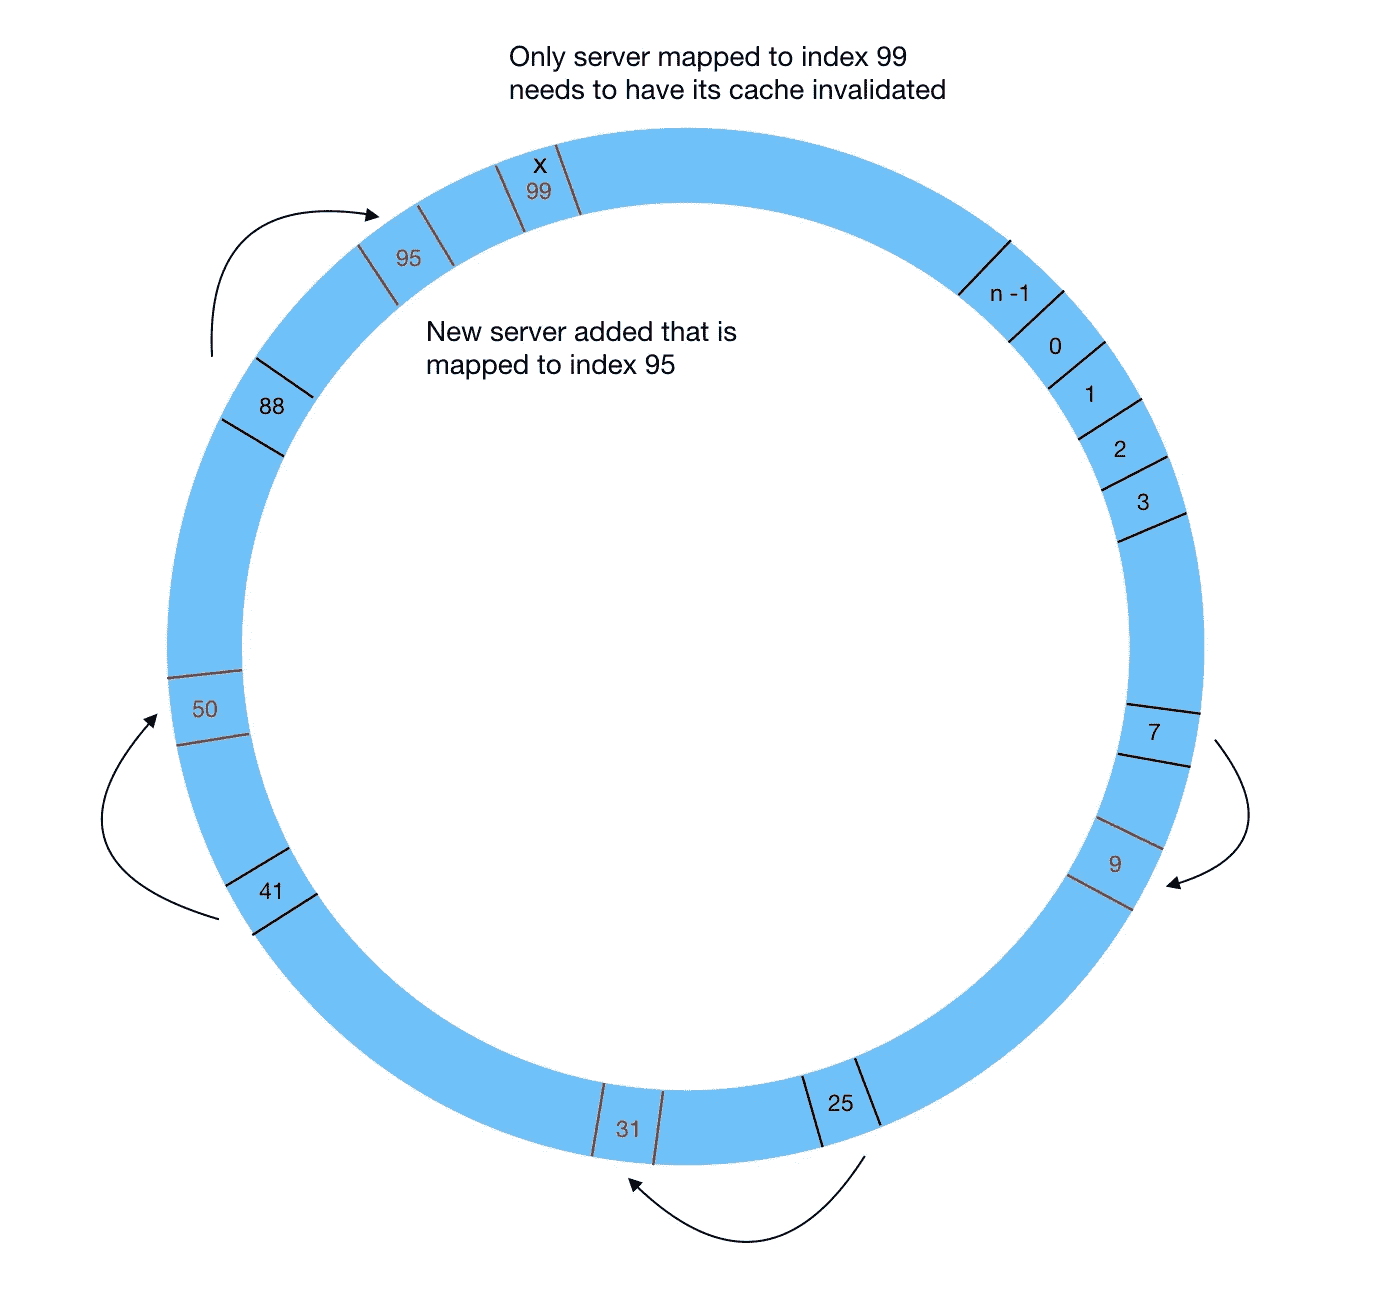 Only server mapped to index 99
needs to have its cache invalidated
x
99
95
New server added that is
mapped to index 95
n -1
0
1
2
3
88
50
7
9
41
25
31